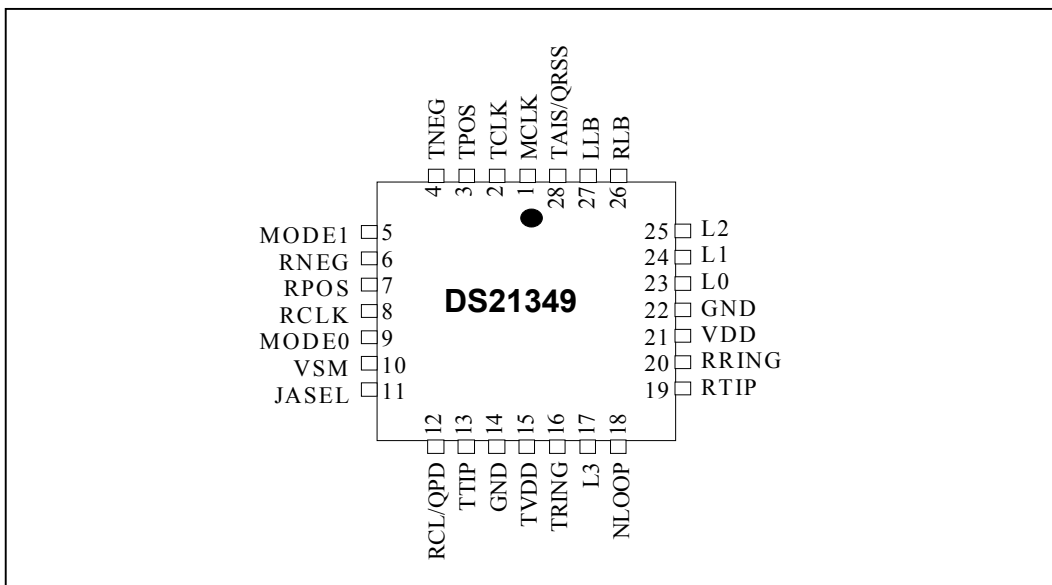 TNEG
TPOS
TCLK
MCLK
TAIS/QRSS
LLB
RLB
4
3
2
1
28
27
26
MODE1 5
RNEG 6
RPOS 7
RCLK 8
MODE0 9
VSM 10
JASEL 11
DS21349
25 L2
24 L1
23 L0
22 GND
21 VDD
20 RRING
19 RTIP
12
13
14
15
16
17
18
RCL/QPD
TTIP
GND
TVDD
TRING
L3
NLOOP